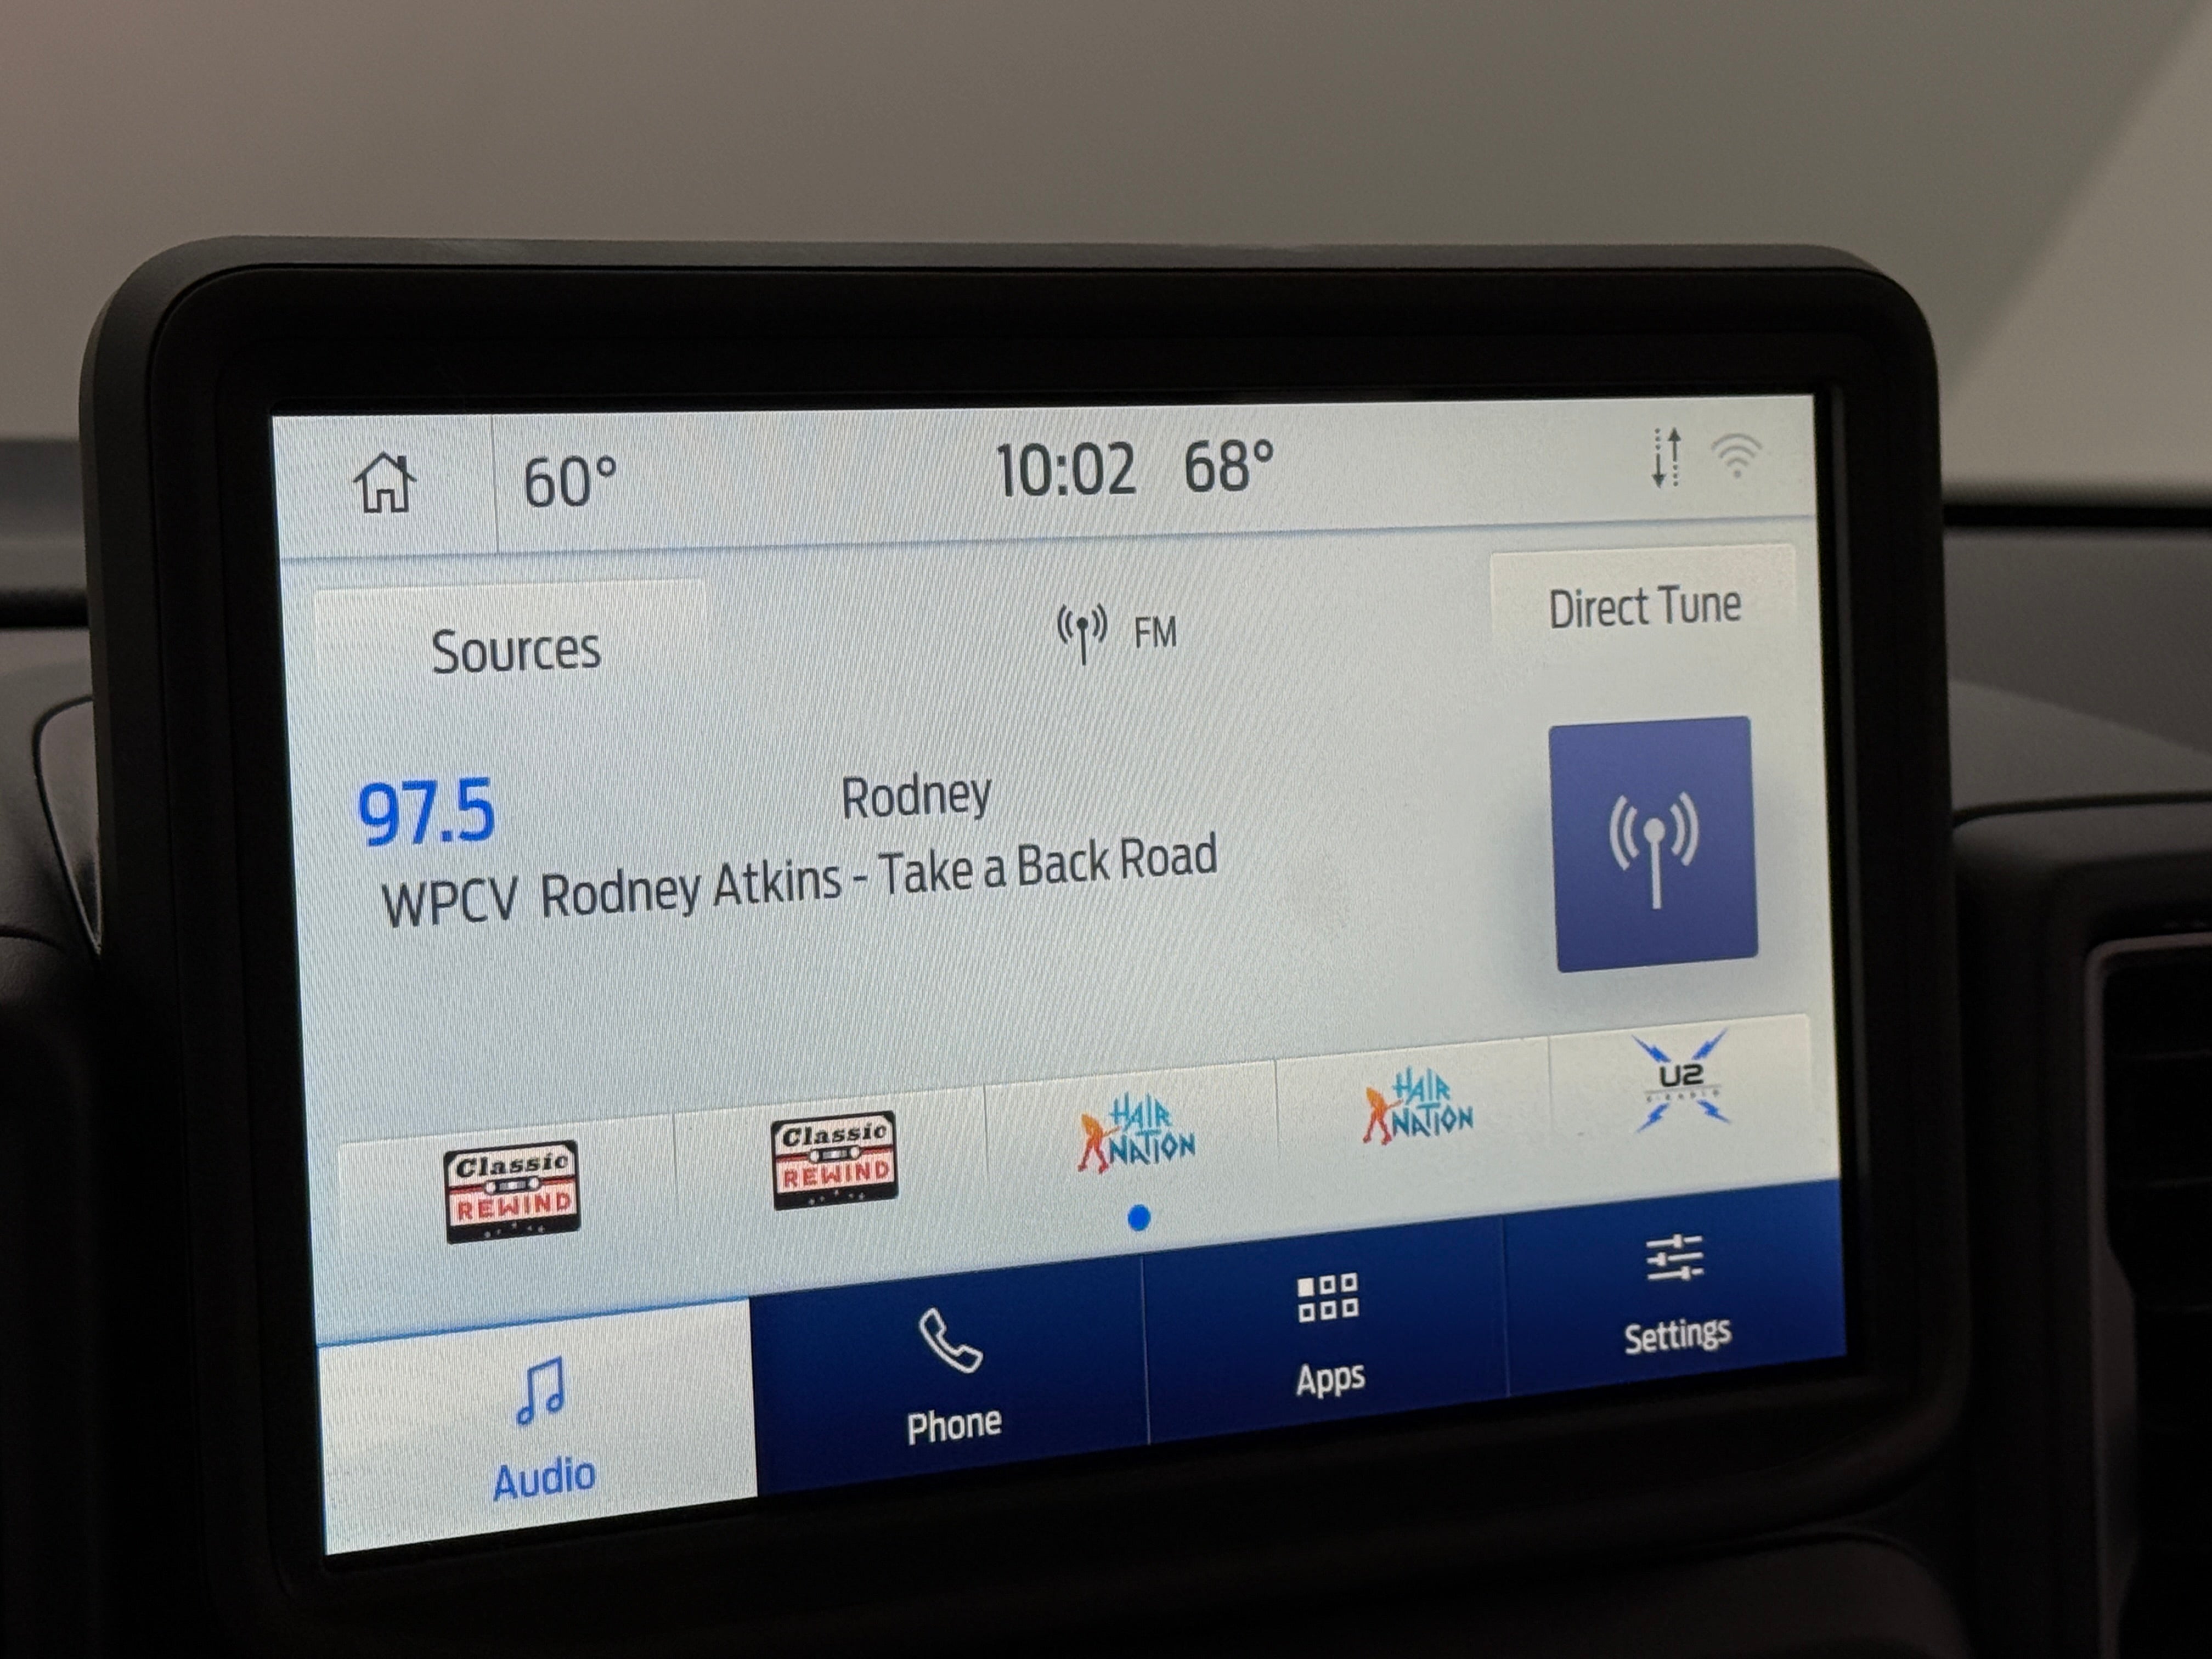 60° 10:02 68°
Sources FM Direct Tune
97.5 Rodney
WPCV Rodney Atkins - Take a Back Road
Classic REWIND
Classic REWIND
HAIR NATION
HAIR NATION
U2
Audio Phone Apps Settings